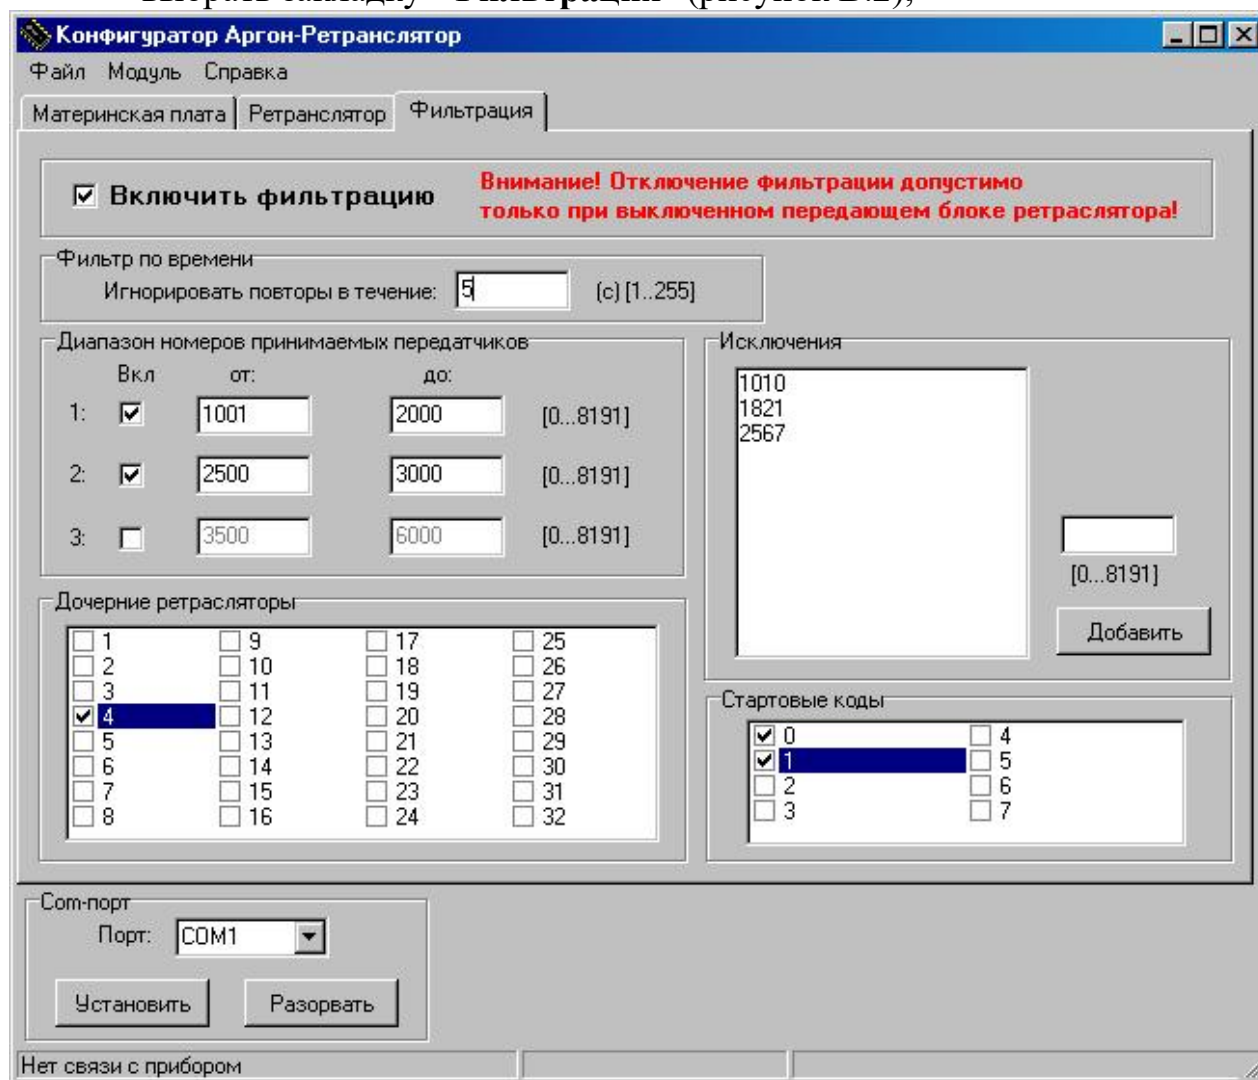 выбрать закладку «Фильтрация» (рисунок В.2);
Конфигуратор Аргон-Ретранслятор
Файл Модуль Справка
Материнская плата Ретранслятор Фильтрация
Включить фильтрацию
Внимание! Отключение фильтрации допустимо
только при выключенном передающем блоке ретраслятора!
Фильтр по времени
Игнорировать повторы в течение: 5 (с) [1..255]
Диапазон номеров принимаемых передатчиков
Вкл от: до:
1: 1001 2000 [0...8191]
2: 2500 3000 [0...8191]
3: 3500 6000 [0...8191]
Исключения
1010
1821
2567
[0...8191]
Добавить
Дочерние ретрасляторы
1 9 17 25
2 10 18 26
3 11 19 27
4 12 20 28
5 13 21 29
6 14 22 30
7 15 23 31
8 16 24 32
Стартовые коды
0 4
1 5
2 6
3 7
Com-порт
Порт: COM1
Установить Разорвать
Нет связи с прибором